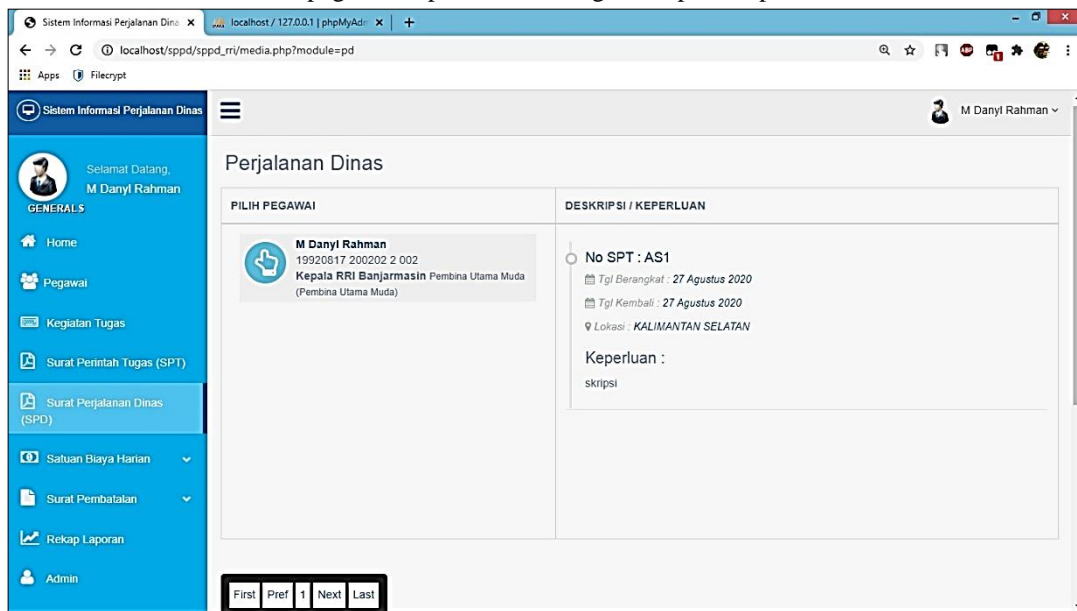 Sistem Informasi Perjalanan Dina
localhost / 127.0.0.1 | phpMyAdm
localhost/sppd/sppd_rri/media.php?module=pd
ABP
1
Apps
Filecrypt
Sistem Informasi Perjalanan Dinas
M Danyl Rahman
Selamat Datang,
M Danyl Rahman
GENERALS
Home
Pegawai
Kegiatan Tugas
Surat Perintah Tugas (SPT)
Surat Perjalanan Dinas
(SPD)
Satuan Biaya Harian
Surat Pembatalan
Rekap Laporan
Admin
Perjalanan Dinas
PILIH PEGAWAI
DESKRIPSI / KEPERLUAN
M Danyl Rahman
19920817 200202 2 002
Kepala RRI Banjarmasin Pembina Utama Muda
(Pembina Utama Muda)
No SPT : AS1
Tgl Berangkat : 27 Agustus 2020
Tgl Kembali : 27 Agustus 2020
Lokasi : KALIMANTAN SELATAN
Keperluan :
skripsi
First Pref 1 Next Last